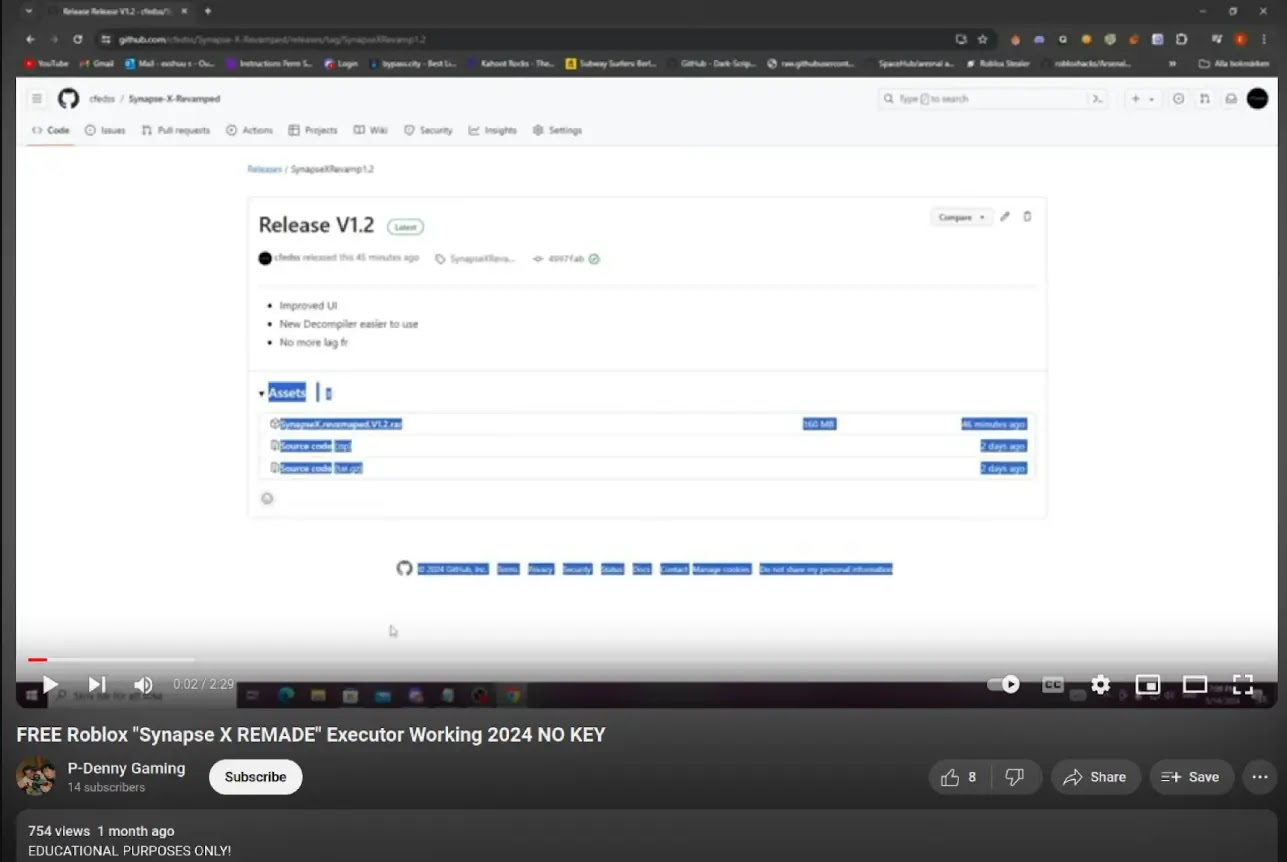 Release Release V1.2 - cfedss/S
github.com/cfedss/Synapse-X-Revamped/releases/tag/SynapseXRevamp1.2
YouTube Gmail Instructions Ferm S... Login bypass.city - Best Li... Kahoot Rocks - The... Subway Surfers Berl... GitHub - Dark-Scrip... raw.githubusercont... SpaceHub/arsenal a... Roblox Stealer robloxhacks/Arsenal... » Alla bokmärken
cfedss / Synapse-X-Revamped
Type / to search
Code Issues Pull requests Actions Projects Wiki Security Insights Settings
Releases / SynapseXRevamp1.2
Release V1.2 Latest
Compare
cfedss released this 45 minutes ago SynapseXReva... 4997fab
Improved UI
New Decompiler easier to use
No more lag fr
Assets 3
SynapseX.revamaped.V1.2.rar 160 MB 46 minutes ago
Source code (zip) 2 days ago
Source code (tar.gz) 2 days ago
© 2024 GitHub, Inc. Terms Privacy Security Status Docs Contact Manage cookies Do not share my personal information
0:02 / 2:29
CC
FREE Roblox "Synapse X REMADE" Executor Working 2024 NO KEY
P-Denny Gaming
14 subscribers
Subscribe
8
Share
Save
754 views 1 month ago
EDUCATIONAL PURPOSES ONLY!